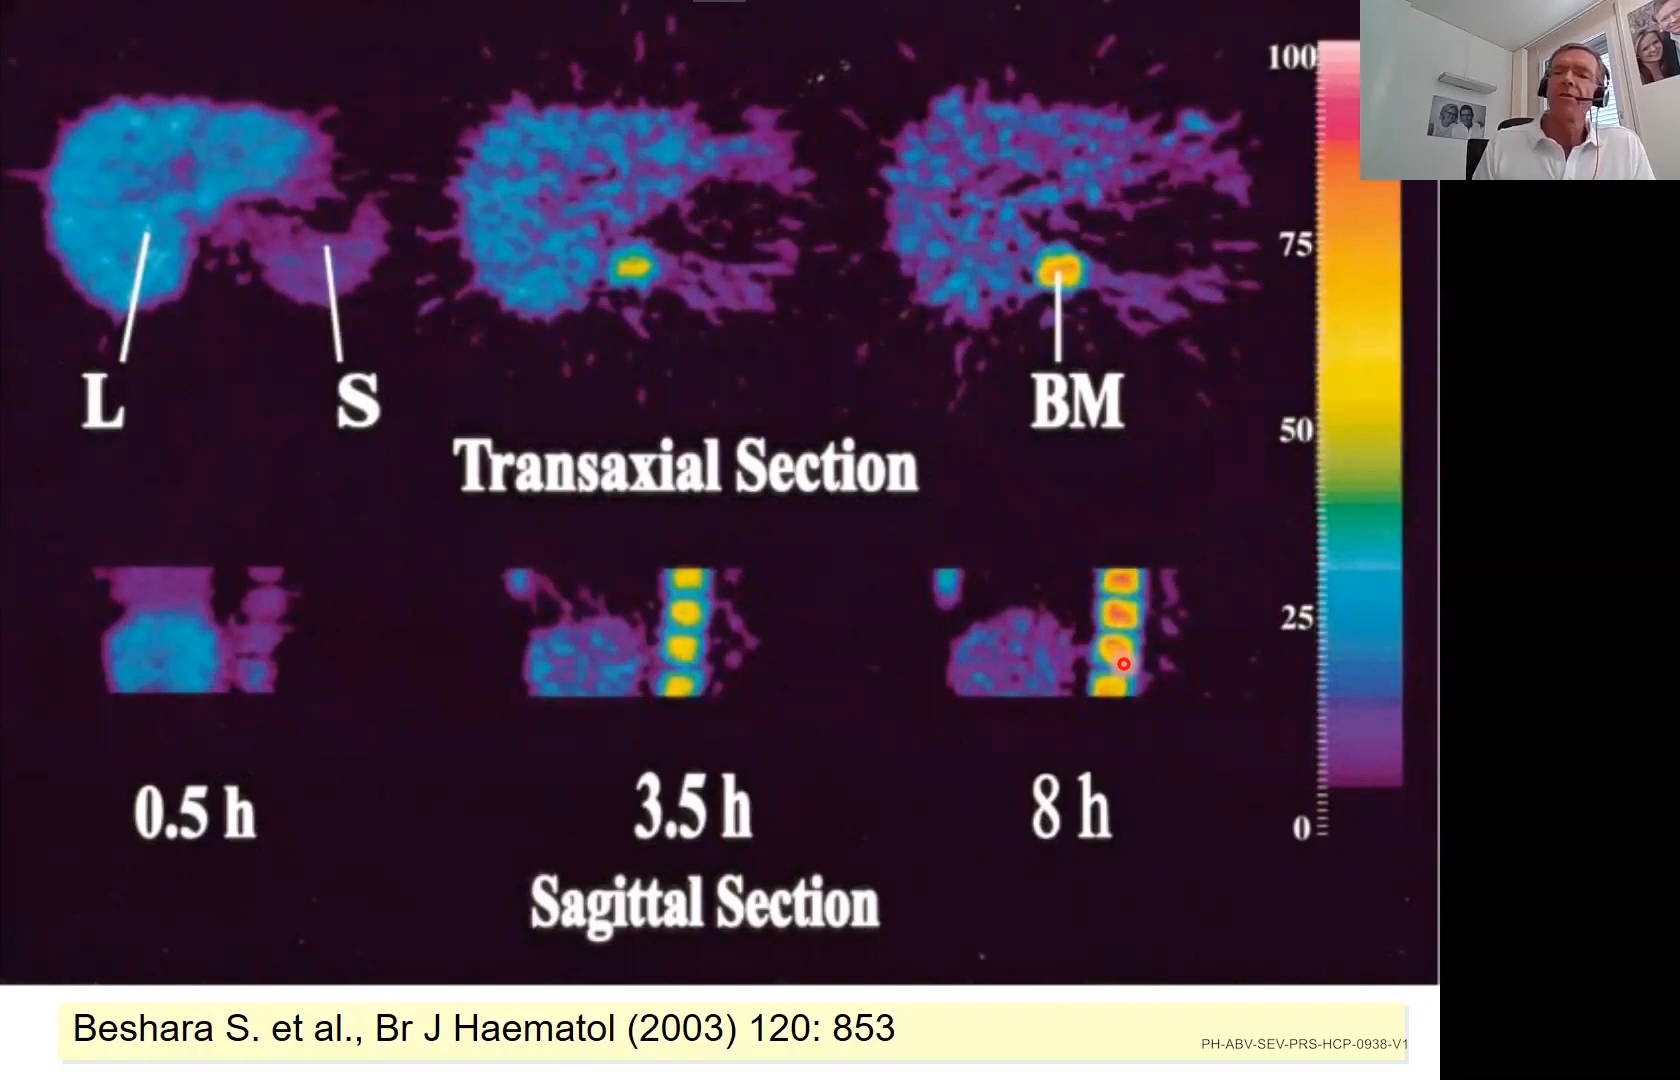 100
75
50
25
0
L
S
BM
Transaxial Section
0.5 h
3.5 h
8 h
Sagittal Section
Beshara S. et al., Br J Haematol (2003) 120: 853
PH-ABV-SEV-PRS-HCP-0938-V1